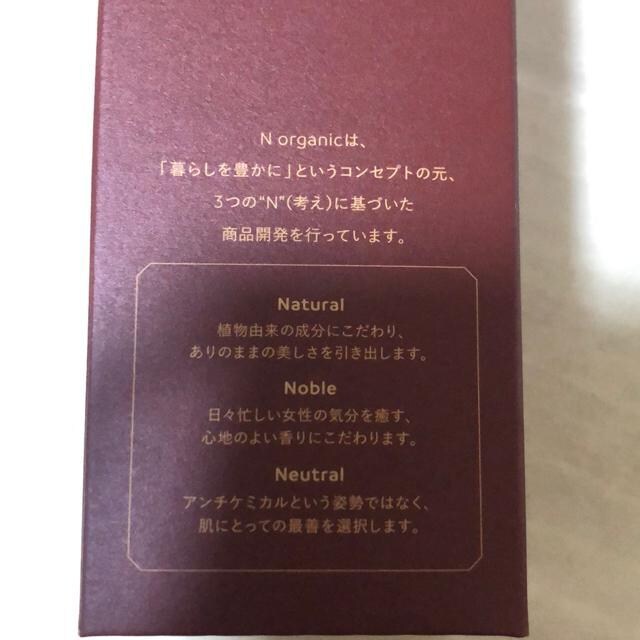 N organicは、
「暮らしを豊かに」というコンセプトの元、
3つの“N”(考え)に基づいた
商品開発を行っています。
Natural
植物由来の成分にこだわり、
ありのままの美しさを引き出します。
Noble
日々忙しい女性の気分を癒す、
心地のよい香りにこだわります。
Neutral
アンチケミカルという姿勢ではなく、
肌にとっての最善を選択します。